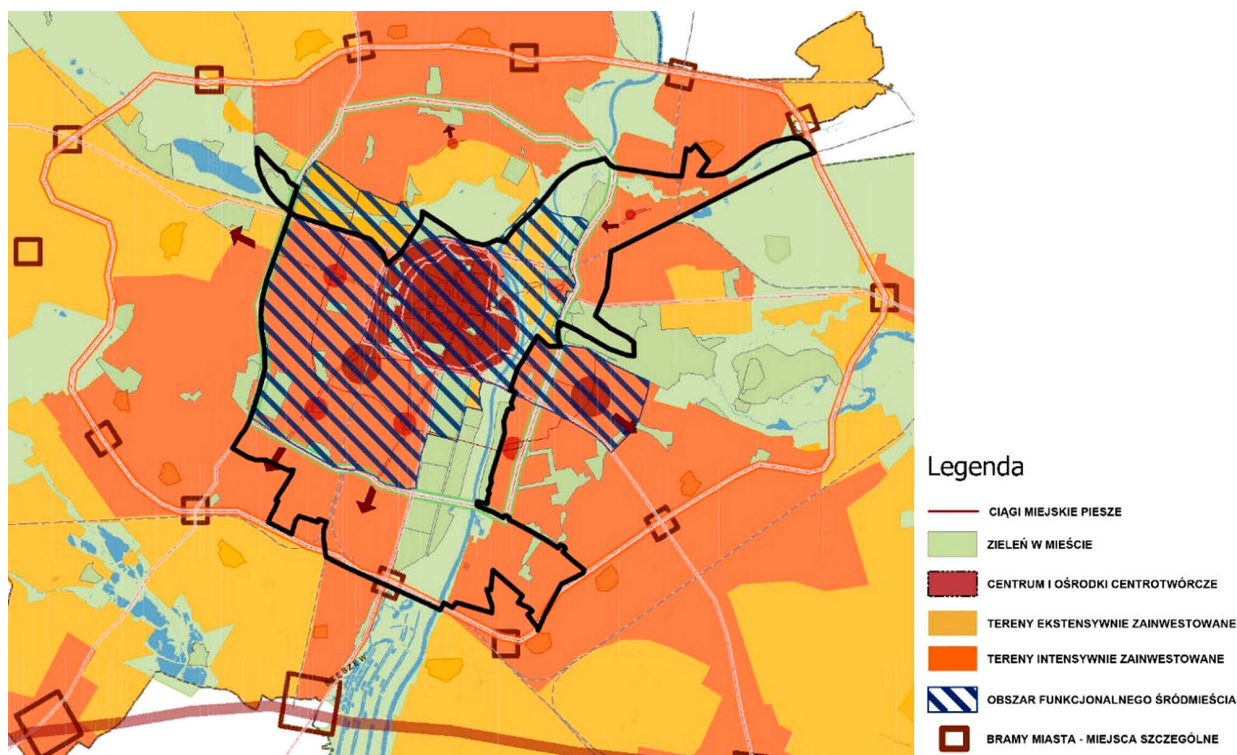 Legenda
CIĄGI MIEJSKIE PIESZE
ZIELEŃ W MIEŚCIE
CENTRUM I OŚRODKI CENTROTWÓRCZE
TERENY EKSTENSYWNIE ZAINWESTOWANE
TERENY INTENSYWNIE ZAINWESTOWANE
OBSZAR FUNKCJONALNEGO ŚRÓDMIEŚCIA
BRAMY MIASTA - MIEJSCA SZCZEGÓLNE